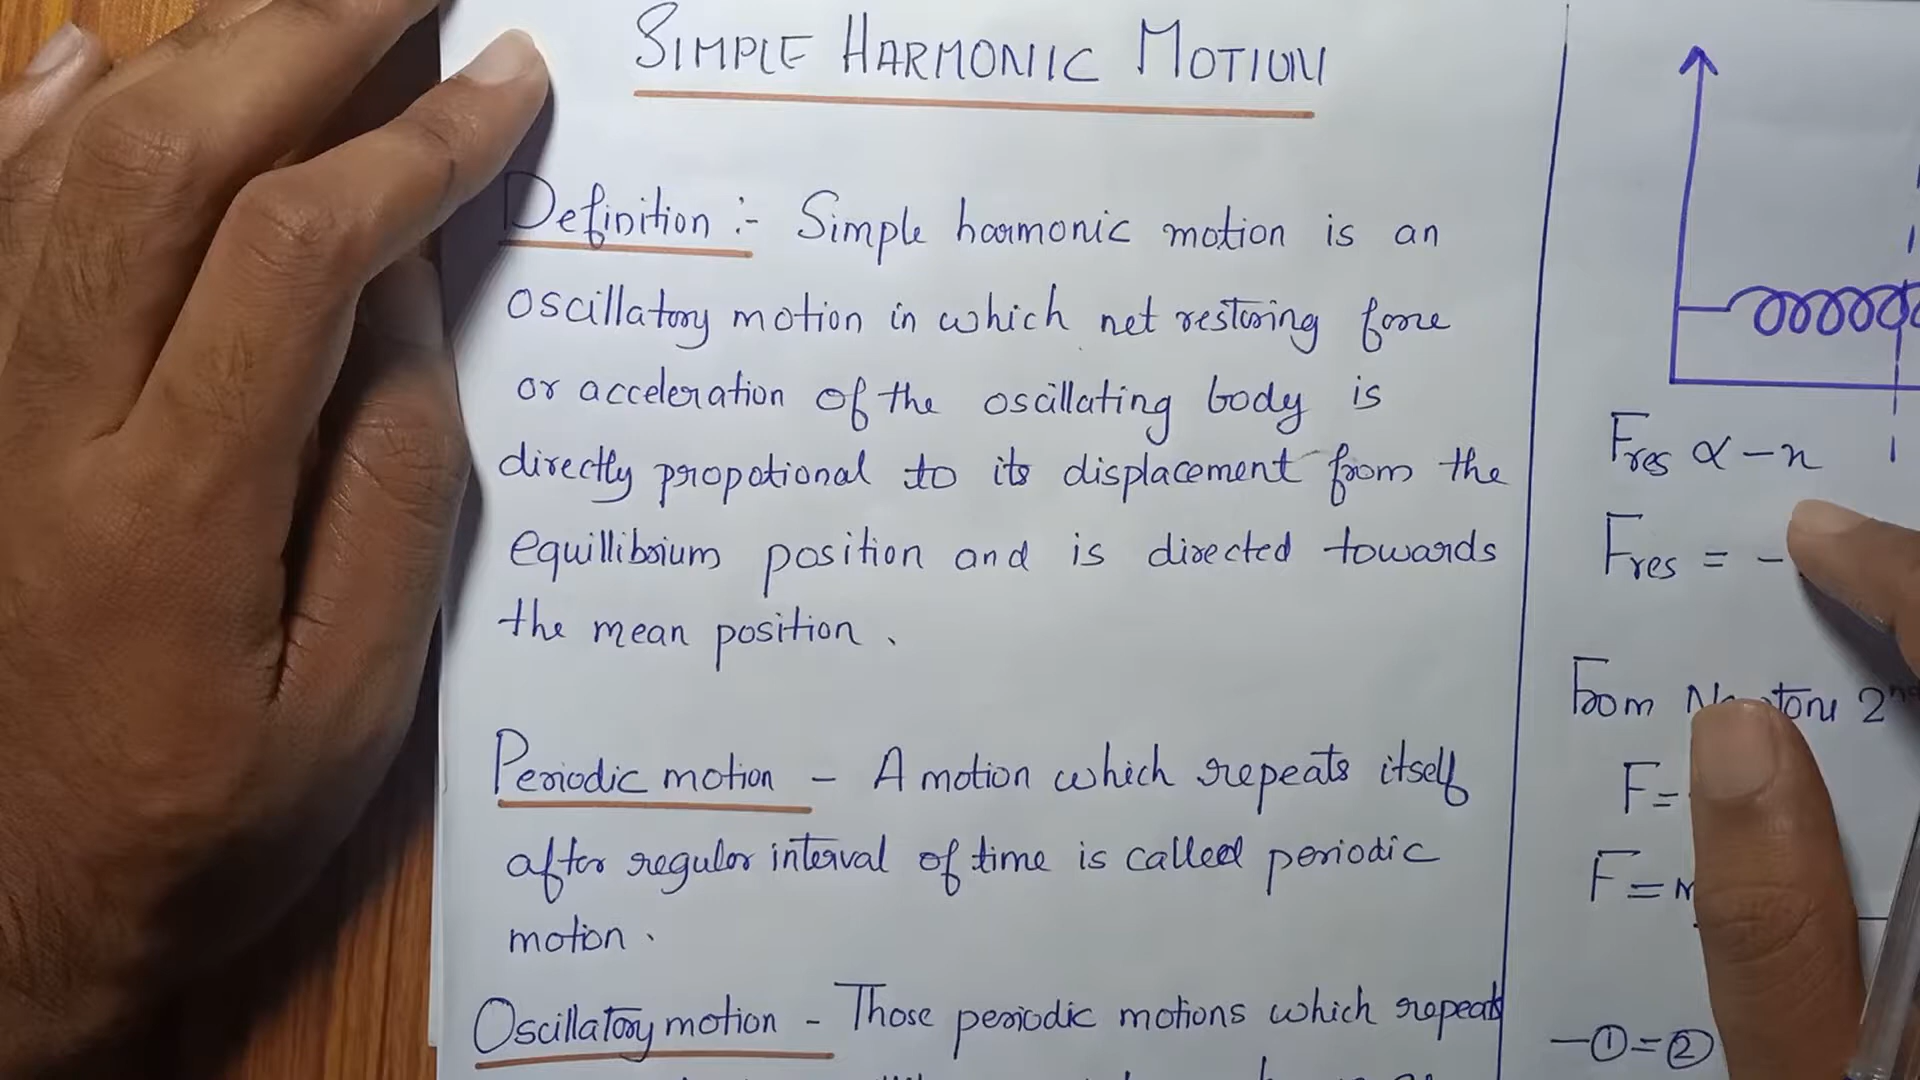 SIMPLE HARMONIC MOTION
Definition :- Simple harmonic motion is an
oscillatory motion in which net restoring force
or acceleration of the oscillating body is
directly propotional to its displacement from the
equillibrium position and is directed towards
the mean position .
Periodic motion - A motion which repeats itself
after regular interval of time is called periodic
motion .
Oscillatory motion - Those periodic motions which repeats
Fres ∝ -x
Fres = -
From 2nd
F=
F=m
-①=②